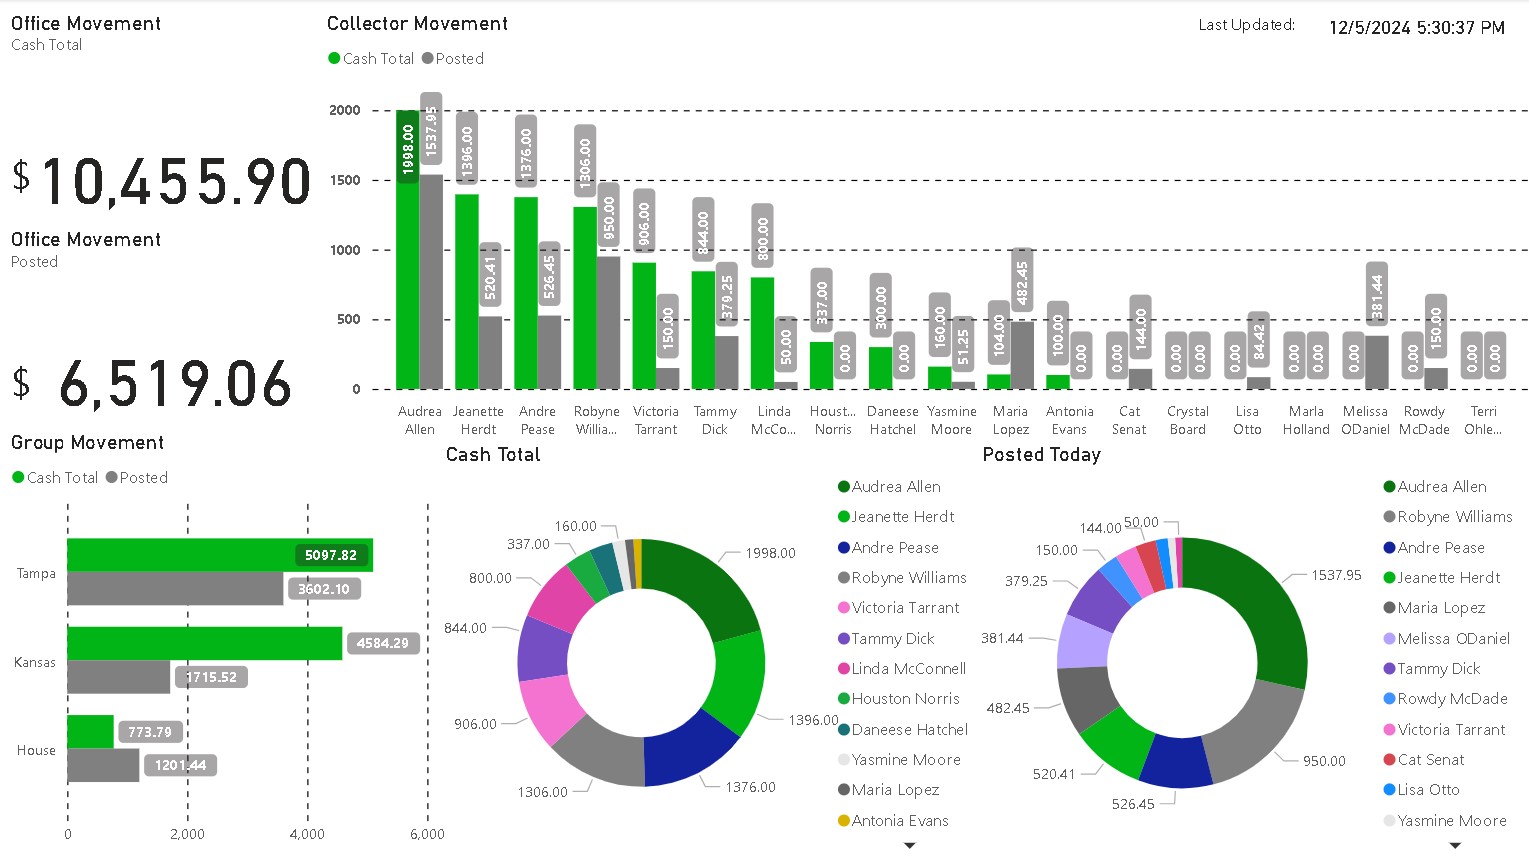 Office Movement
Cash Total
$ 10,455.90
Office Movement
Posted
$ 6,519.06
Collector Movement
Cash Total Posted
Last Updated: 12/5/2024 5:30:37 PM
2000
1500
1000
500
0
1998.00 1537.95
1396.00 520.41
1376.00 526.45
1306.00 950.00
906.00 150.00
844.00 379.25
800.00 50.00
337.00 0.00
300.00 0.00
160.00 51.25
104.00 482.45
100.00 0.00
0.00 144.00
0.00 0.00
0.00 84.42
0.00 0.00
0.00 381.44
0.00 150.00
0.00 0.00
Audrea Allen
Jeanette Herdt
Andre Pease
Robyne Willia...
Victoria Tarrant
Tammy Dick
Linda McCo...
Houst... Norris
Daneese Hatchel
Yasmine Moore
Maria Lopez
Antonia Evans
Cat Senat
Crystal Board
Lisa Otto
Marla Holland
Melissa ODaniel
Rowdy McDade
Terri Ohle...
Group Movement
Cash Total Posted
Tampa
5097.82
3602.10
Kansas
4584.29
1715.52
House
773.79
1201.44
0 2,000 4,000 6,000
Cash Total
1998.00
1396.00
1376.00
1306.00
906.00
844.00
800.00
337.00
160.00
Audrea Allen
Jeanette Herdt
Andre Pease
Robyne Williams
Victoria Tarrant
Tammy Dick
Linda McConnell
Houston Norris
Daneese Hatchel
Yasmine Moore
Maria Lopez
Antonia Evans
Posted Today
1537.95
950.00
526.45
520.41
482.45
381.44
379.25
150.00
144.00
50.00
Audrea Allen
Robyne Williams
Andre Pease
Jeanette Herdt
Maria Lopez
Melissa ODaniel
Tammy Dick
Rowdy McDade
Victoria Tarrant
Cat Senat
Lisa Otto
Yasmine Moore